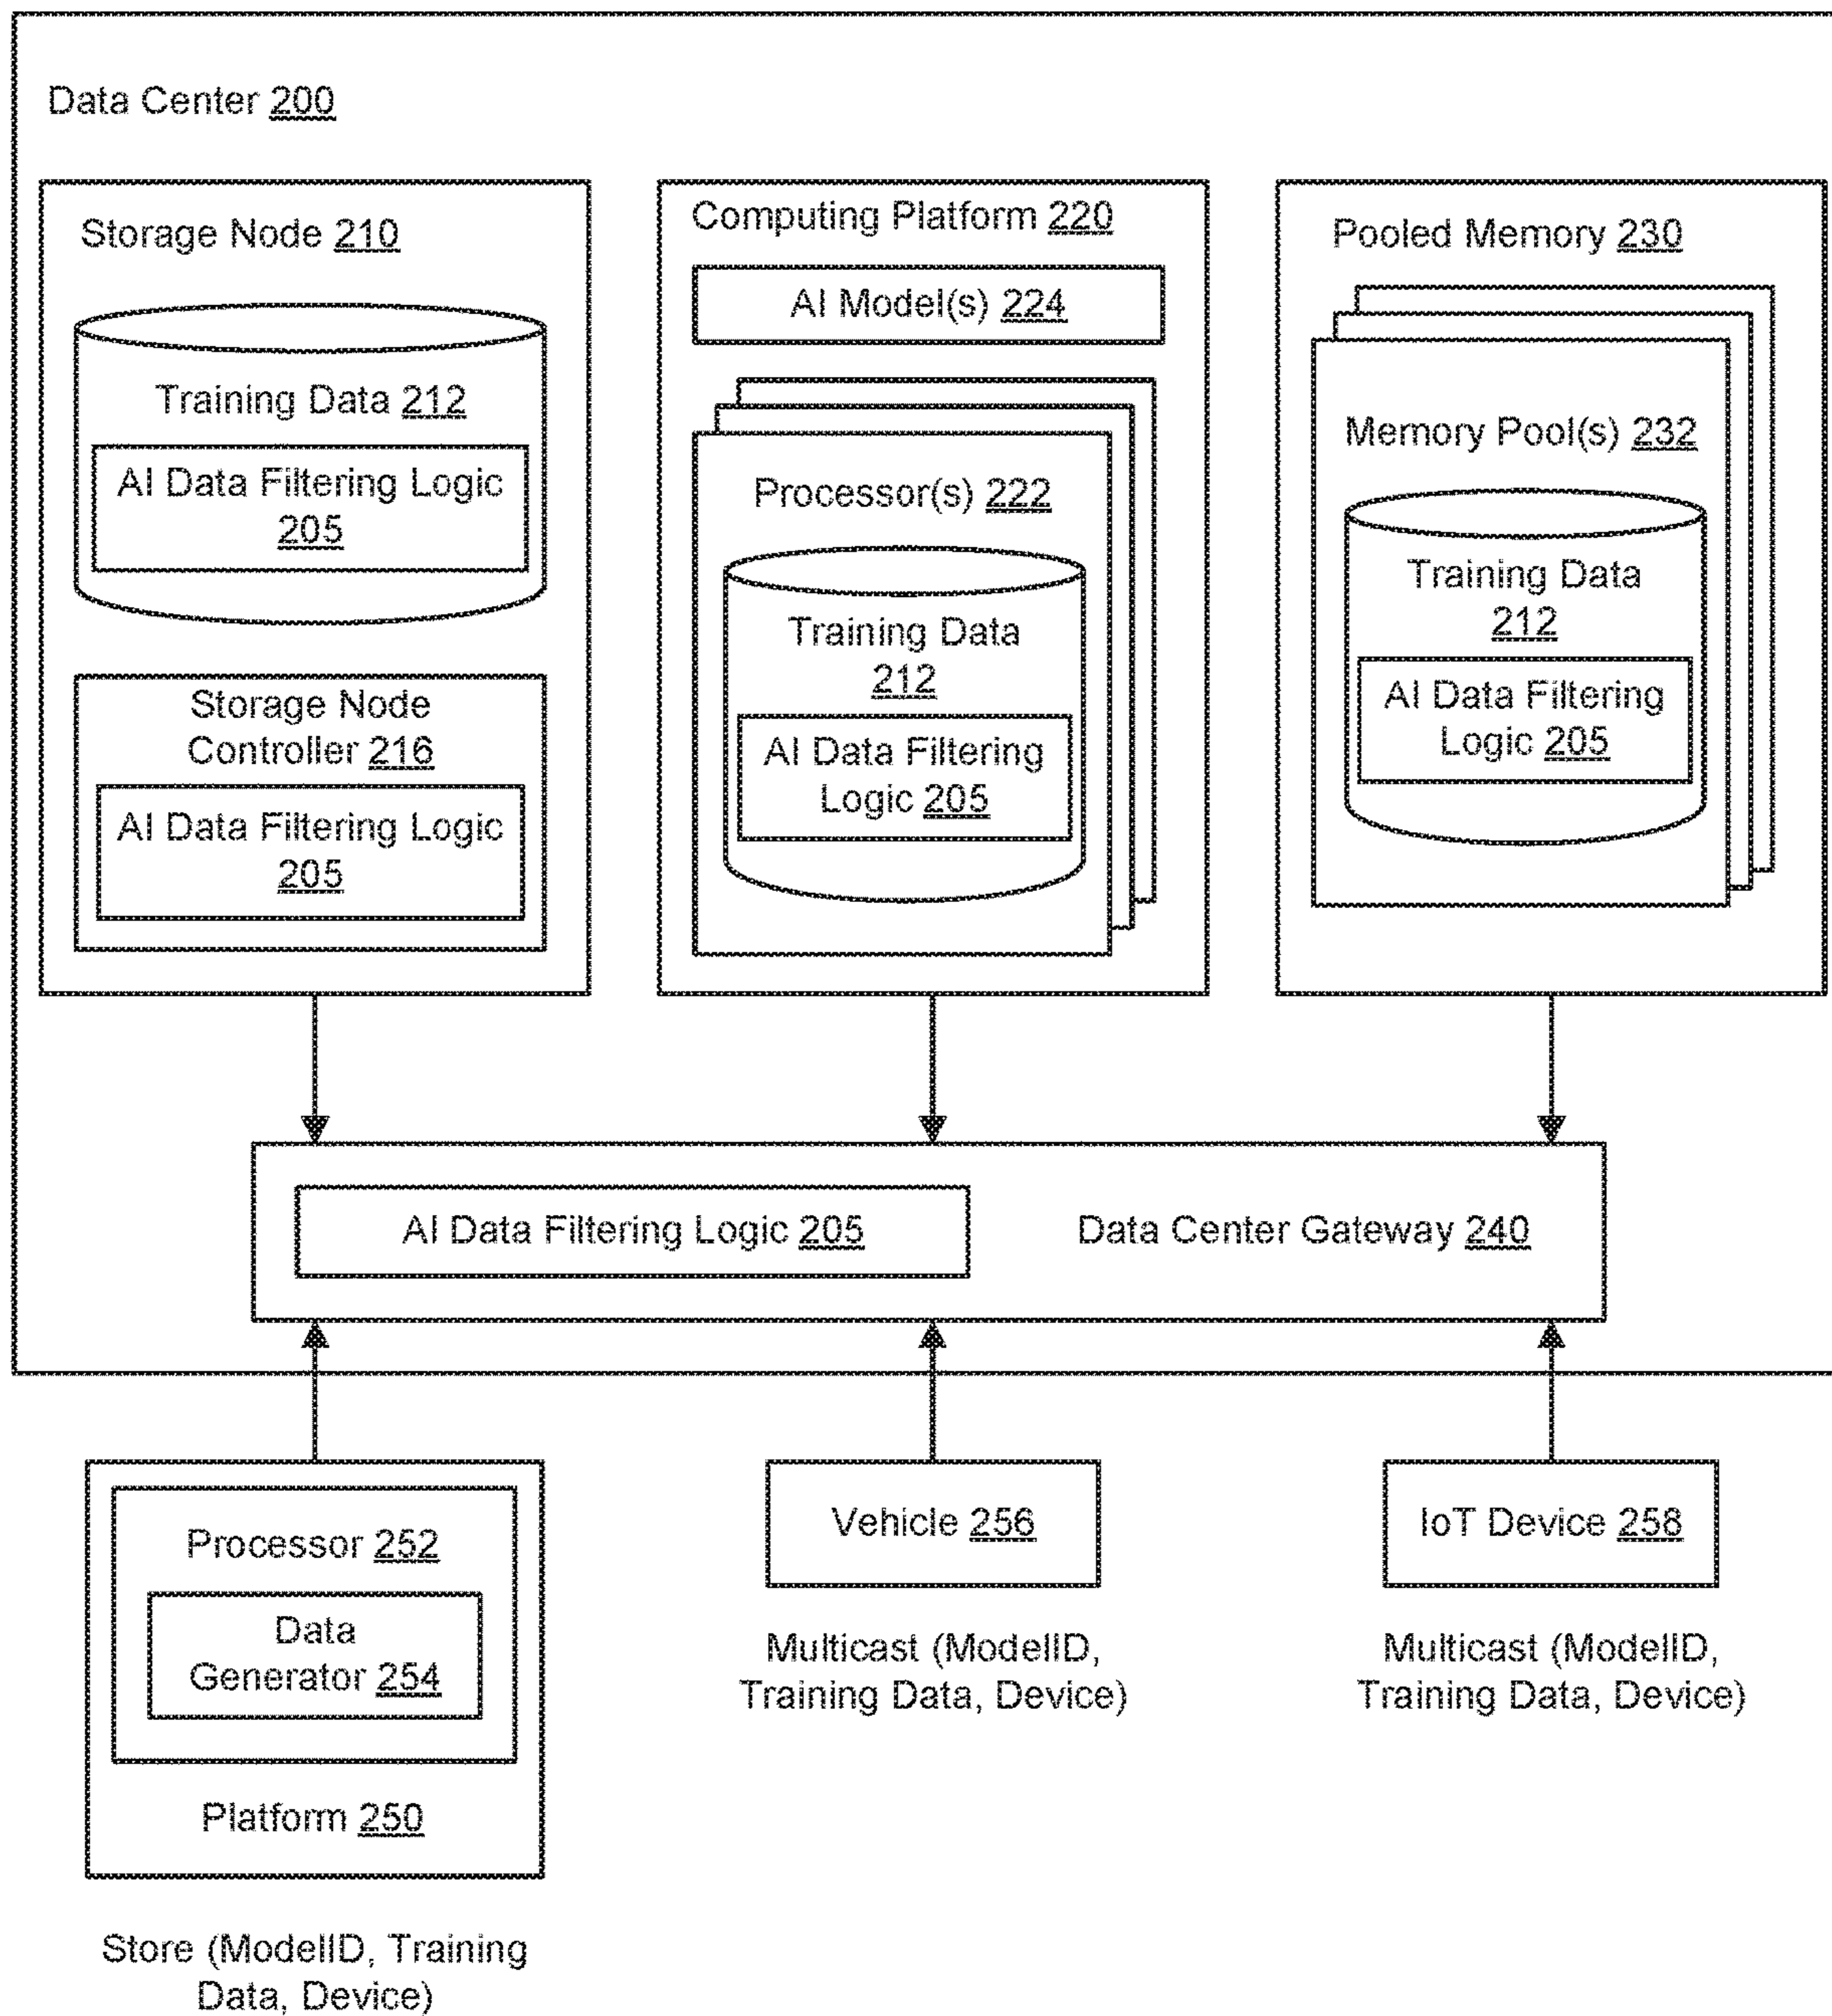 Data Center 200
Storage Node 210
Training Data 212
AI Data Filtering Logic
205
Storage Node
Controller 216
AI Data Filtering Logic
205
Computing Platform 220
AI Model(s) 224
Processor(s) 222
Training Data
212
AI Data Filtering
Logic 205
Pooled Memory 230
Memory Pool(s) 232
Training Data
212
AI Data Filtering
Logic 205
AI Data Filtering Logic 205
Data Center Gateway 240
Processor 252
Data
Generator 254
Platform 250
Store (ModelID, Training
Data, Device)
Vehicle 256
Multicast (ModelID,
Training Data, Device)
IoT Device 258
Multicast (ModelID,
Training Data, Device)